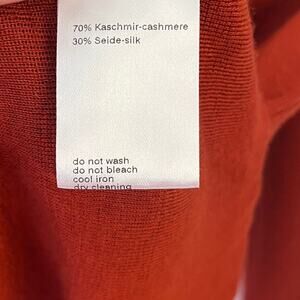 70% Kaschmir-cashmere
30% Seide-silk
do not wash
do not bleach
cool iron
dry cleaning